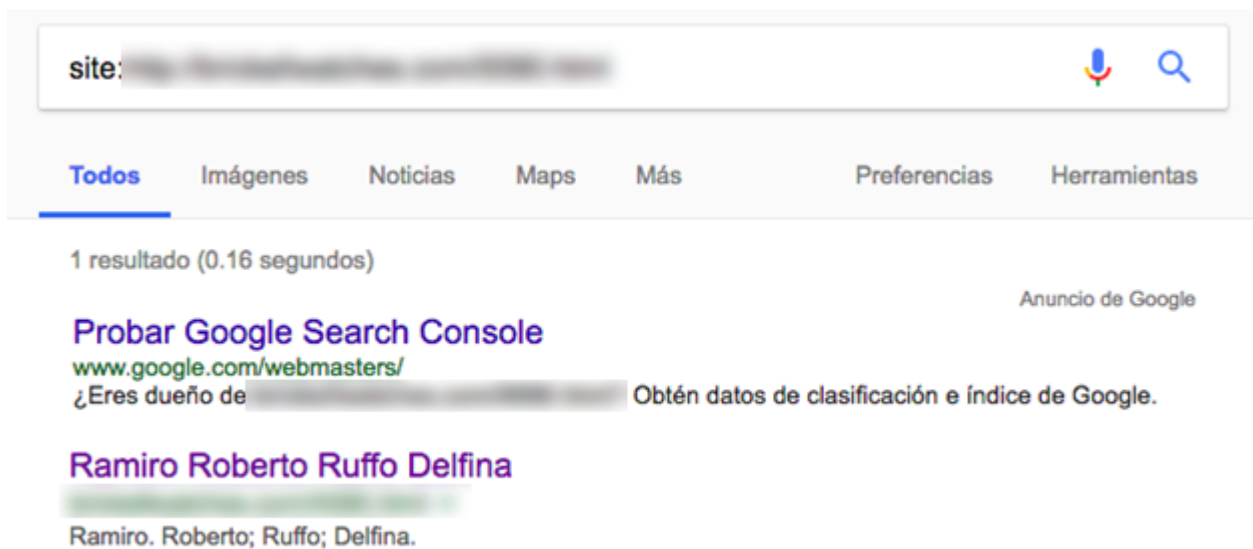 site:
Todos Imágenes Noticias Maps Más Preferencias Herramientas
1 resultado (0.16 segundos)
Anuncio de Google
Probar Google Search Console
www.google.com/webmasters/
¿Eres dueño de Obtén datos de clasificación e índice de Google.
Ramiro Roberto Ruffo Delfina
Ramiro. Roberto; Ruffo; Delfina.